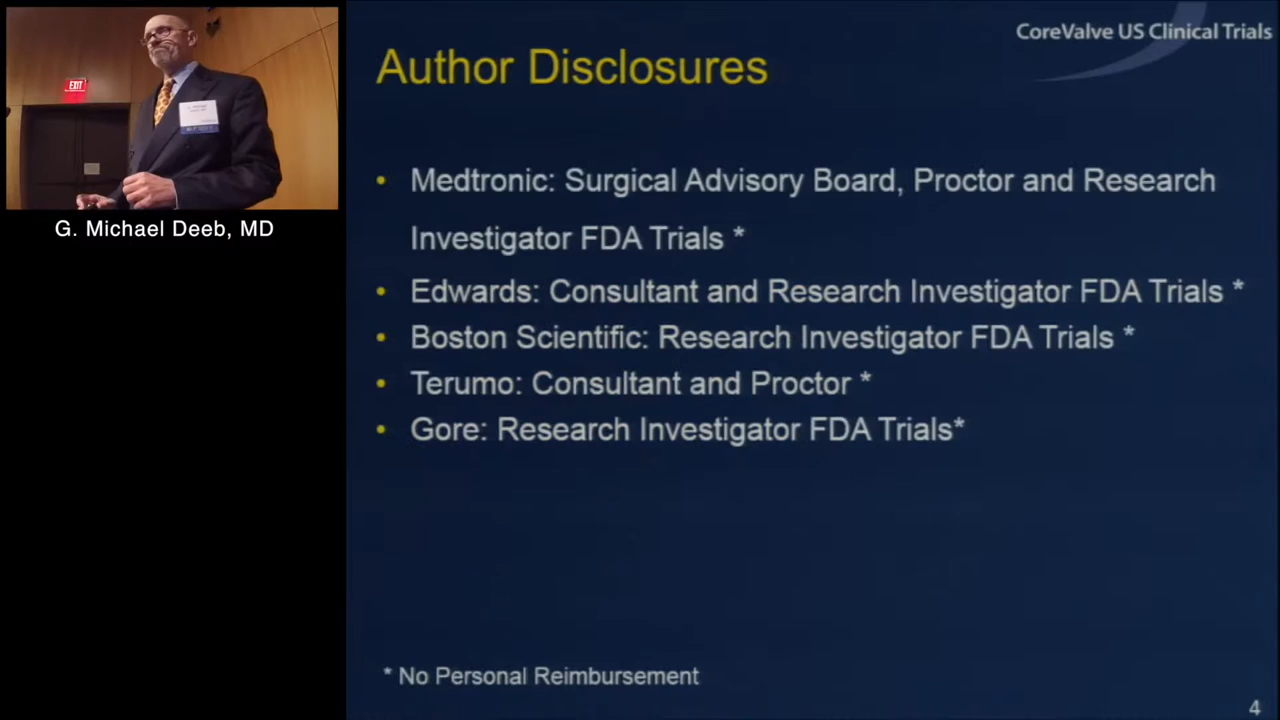 EXIT
G. Michael Deeb, MD
CoreValve US Clinical Trials
Author Disclosures
• Medtronic: Surgical Advisory Board, Proctor and Research
Investigator FDA Trials *
• Edwards: Consultant and Research Investigator FDA Trials *
• Boston Scientific: Research Investigator FDA Trials *
• Terumo: Consultant and Proctor *
• Gore: Research Investigator FDA Trials*
* No Personal Reimbursement
4